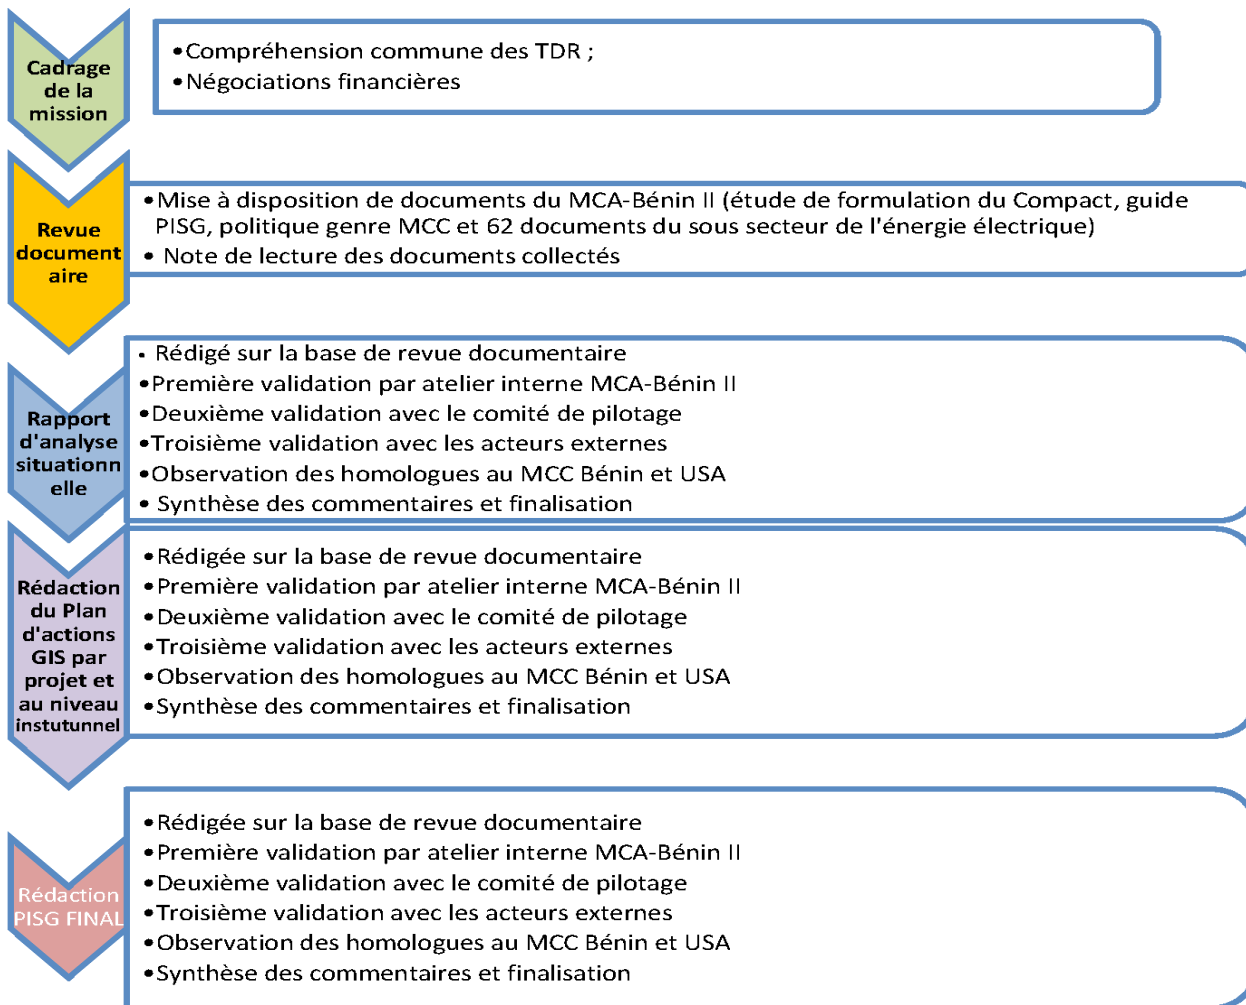 Cadrage
de la
mission
•Compréhension commune des TDR ;
•Négociations financières
Revue
document
aire
•Mise à disposition de documents du MCA-Bénin II (étude de formulation du Compact, guide
PISG, politique genre MCC et 62 documents du sous secteur de l'énergie électrique)
• Note de lecture des documents collectés
Rapport
d'analyse
situationn
elle
• Rédigé sur la base de revue documentaire
•Première validation par atelier interne MCA-Bénin II
•Deuxième validation avec le comité de pilotage
•Troisième validation avec les acteurs externes
•Observation des homologues au MCC Bénin et USA
• Synthèse des commentaires et finalisation
Rédaction
du Plan
d'actions
GIS par
projet et
au niveau
instutunnel
•Rédigée sur la base de revue documentaire
•Première validation par atelier interne MCA-Bénin II
•Deuxième validation avec le comité de pilotage
•Troisième validation avec les acteurs externes
•Observation des homologues au MCC Bénin et USA
•Synthèse des commentaires et finalisation
Rédaction
PISG FINAL
•Rédigée sur la base de revue documentaire
•Première validation par atelier interne MCA-Bénin II
•Deuxième validation avec le comité de pilotage
•Troisième validation avec les acteurs externes
•Observation des homologues au MCC Bénin et USA
•Synthèse des commentaires et finalisation